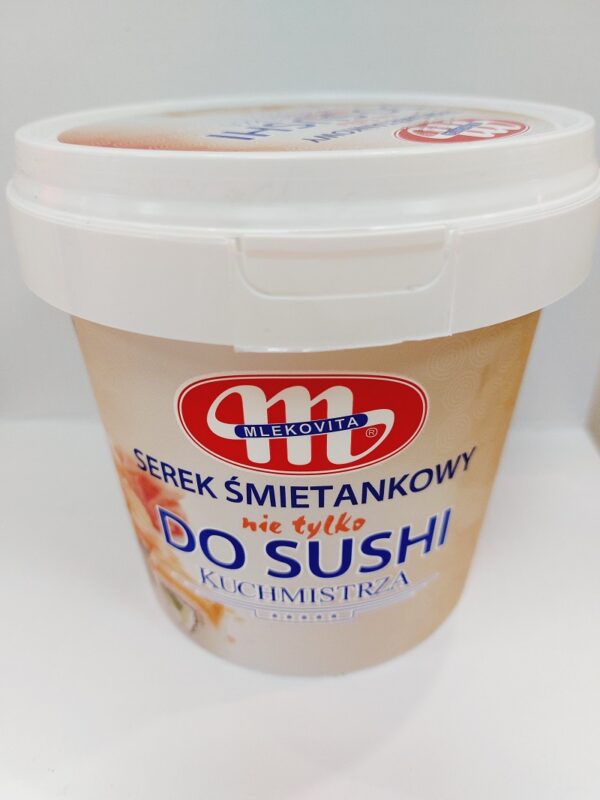 MLEKOVITA
®
SEREK ŚMIETANKOWY
nie tylko
DO SUSHI
KUCHMISTRZA